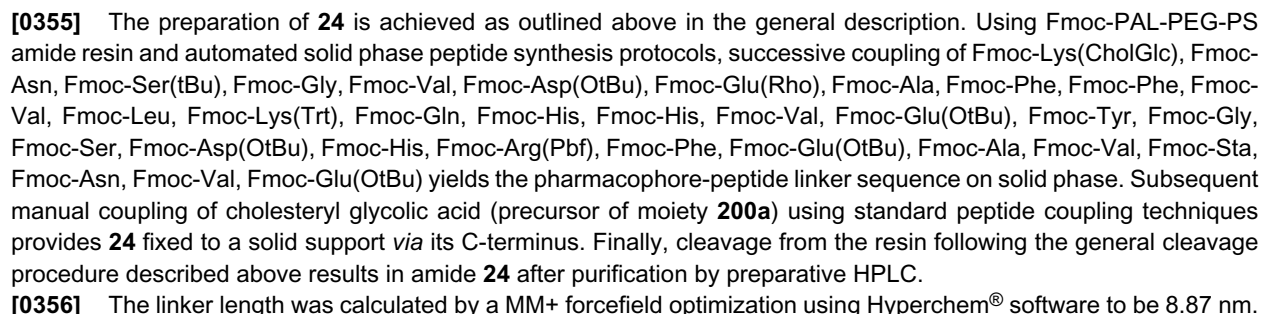 [0355] The preparation of 24 is achieved as outlined above in the general description. Using Fmoc-PAL-PEG-PS
amide resin and automated solid phase peptide synthesis protocols, successive coupling of Fmoc-Lys(CholGlc), Fmoc-
Asn, Fmoc-Ser(tBu), Fmoc-Gly, Fmoc-Val, Fmoc-Asp(OtBu), Fmoc-Glu(Rho), Fmoc-Ala, Fmoc-Phe, Fmoc-Phe, Fmoc-
Val, Fmoc-Leu, Fmoc-Lys(Trt), Fmoc-Gln, Fmoc-His, Fmoc-His, Fmoc-Val, Fmoc-Glu(OtBu), Fmoc-Tyr, Fmoc-Gly,
Fmoc-Ser, Fmoc-Asp(OtBu), Fmoc-His, Fmoc-Arg(Pbf), Fmoc-Phe, Fmoc-Glu(OtBu), Fmoc-Ala, Fmoc-Val, Fmoc-Sta,
Fmoc-Asn, Fmoc-Val, Fmoc-Glu(OtBu) yields the pharmacophore-peptide linker sequence on solid phase. Subsequent
manual coupling of cholesteryl glycolic acid (precursor of moiety 200a) using standard peptide coupling techniques
provides 24 fixed to a solid support via its C-terminus. Finally, cleavage from the resin following the general cleavage
procedure described above results in amide 24 after purification by preparative HPLC.
[0356] The linker length was calculated by a MM+ forcefield optimization using Hyperchem® software to be 8.87 nm.